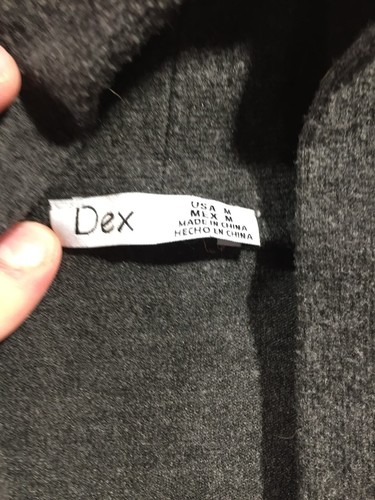 Dex
USA M
MEX M
MADE IN CHINA
HECHO EN CHINA